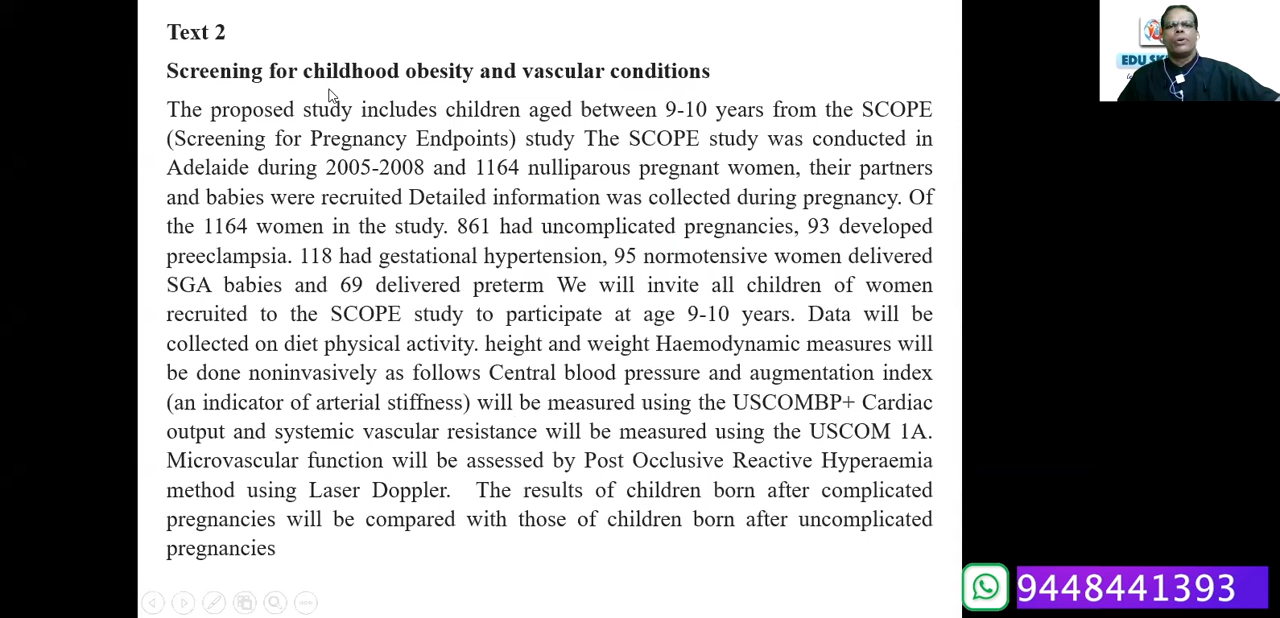 Text 2
Screening for childhood obesity and vascular conditions
The proposed study includes children aged between 9-10 years from the SCOPE
(Screening for Pregnancy Endpoints) study The SCOPE study was conducted in
Adelaide during 2005-2008 and 1164 nulliparous pregnant women, their partners
and babies were recruited Detailed information was collected during pregnancy. Of
the 1164 women in the study. 861 had uncomplicated pregnancies, 93 developed
preeclampsia. 118 had gestational hypertension, 95 normotensive women delivered
SGA babies and 69 delivered preterm We will invite all children of women
recruited to the SCOPE study to participate at age 9-10 years. Data will be
collected on diet physical activity. height and weight Haemodynamic measures will
be done noninvasively as follows Central blood pressure and augmentation index
(an indicator of arterial stiffness) will be measured using the USCOMBP+ Cardiac
output and systemic vascular resistance will be measured using the USCOM 1A.
Microvascular function will be assessed by Post Occlusive Reactive Hyperaemia
method using Laser Doppler. The results of children born after complicated
pregnancies will be compared with those of children born after uncomplicated
pregnancies
EDU SK
9448441393